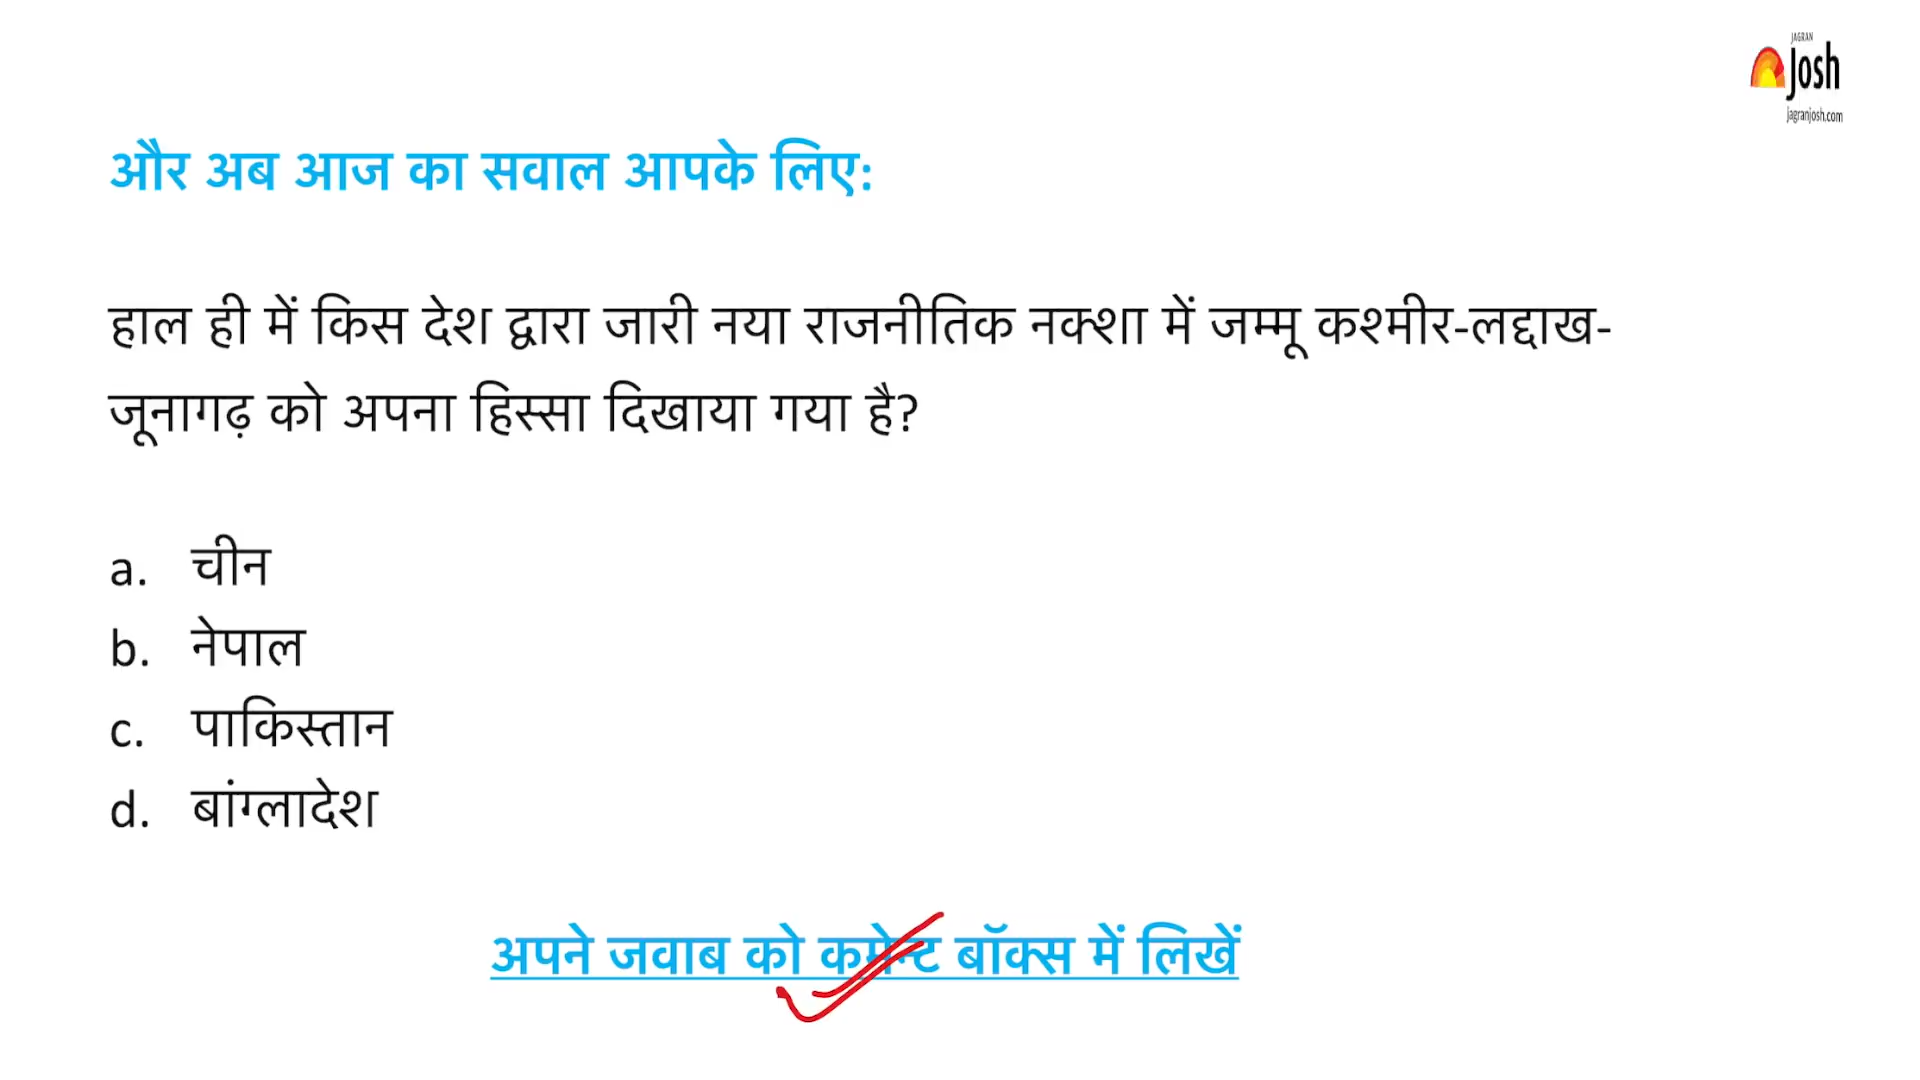 JAGRAN
Josh
jagranjosh.com
और अब आज का सवाल आपके लिए:
हाल ही में किस देश द्वारा जारी नया राजनीतिक नक्शा में जम्मू कश्मीर-लद्दाख-
जूनागढ़ को अपना हिस्सा दिखाया गया है?
a. चीन
b. नेपाल
c. पाकिस्तान
d. बांग्लादेश
अपने जवाब को कमेन्ट बॉक्स में लिखें